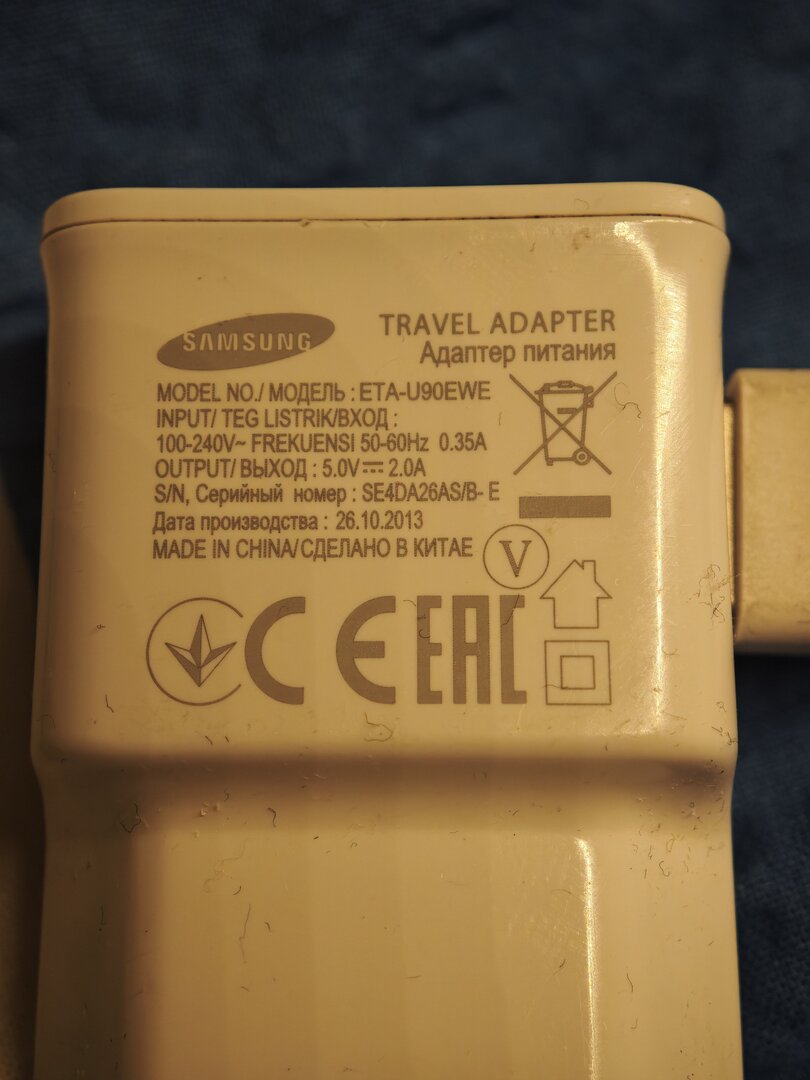 SAMSUNG
TRAVEL ADAPTER
Адаптер питания
MODEL NO./ МОДЕЛЬ : ETA-U90EWE
INPUT/ TEG LISTRIK/ВХОД :
100-240V~ FREKUENSI 50-60Hz 0.35A
OUTPUT/ ВЫХОД : 5.0V⎓ 2.0A
S/N, Серийный номер : SE4DA26AS/B- E
Дата производства : 26.10.2013
MADE IN CHINA/СДЕЛАНО В КИТАЕ
V
CE EAC